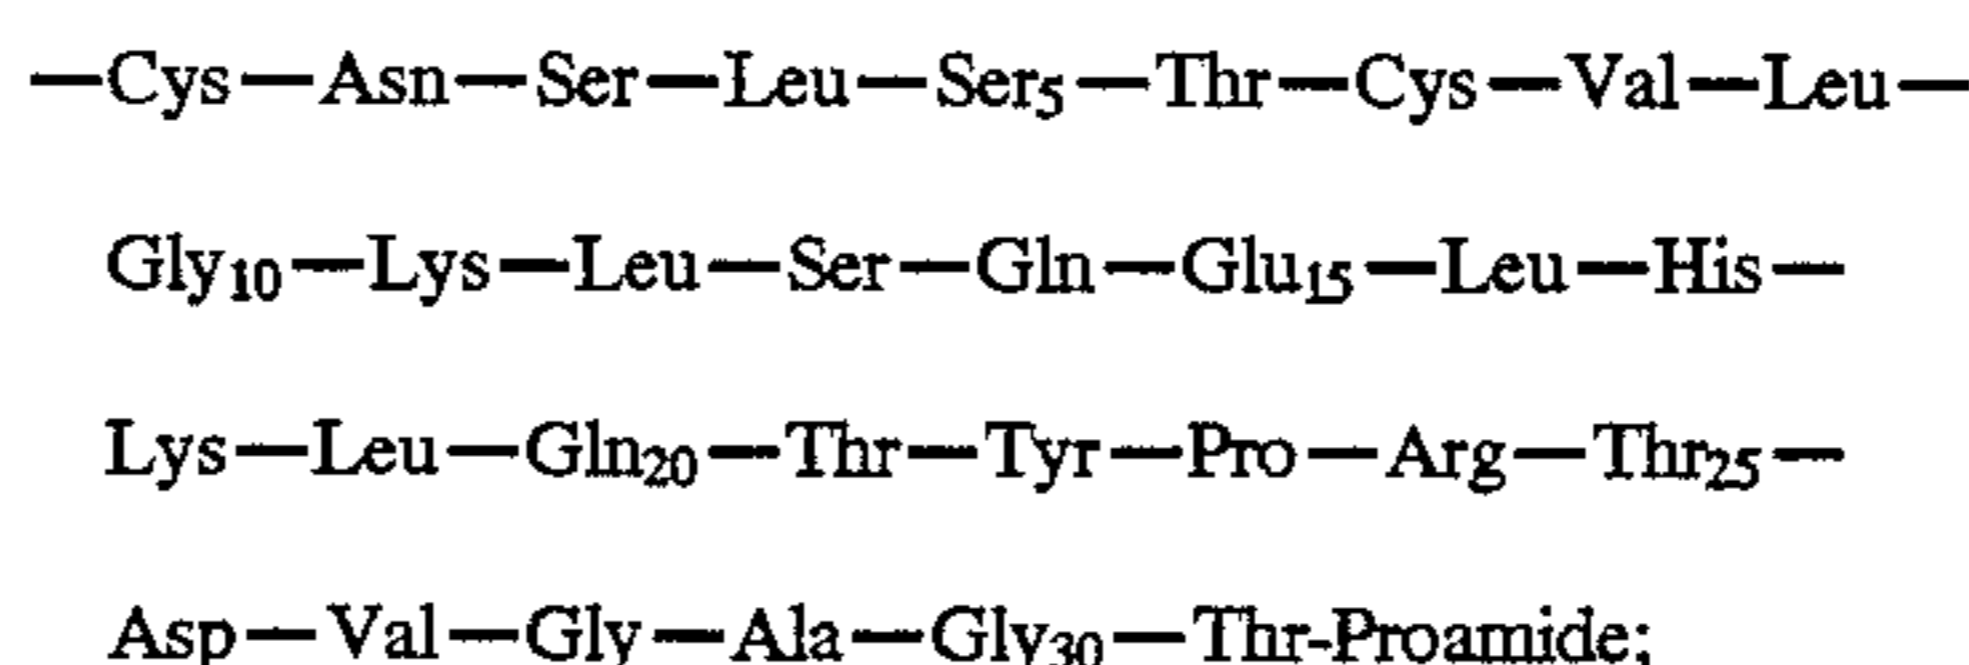 —Cys—Asn—Ser—Leu—Ser₅—Thr—Cys—Val—Leu—
Gly₁₀—Lys—Leu—Ser—Gln—Glu₁₅—Leu—His—
Lys—Leu—Gln₂₀—Thr—Tyr—Pro—Arg—Thr₂₅—
Asp—Val—Gly—Ala—Gly₃₀—Thr-Proamide;